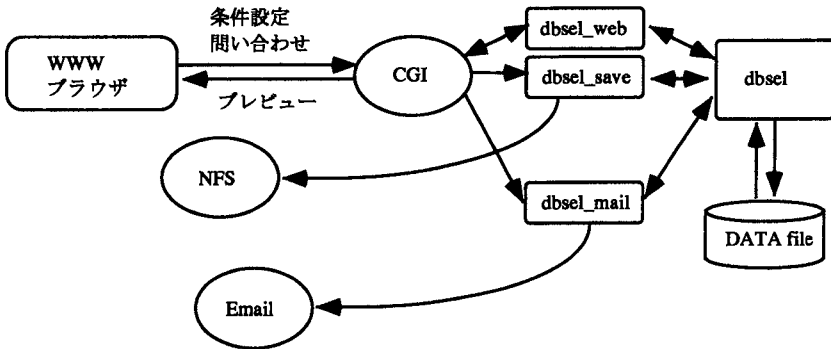 条件設定
問い合わせ
WWW
ブラウザ
プレビュー
CGI
dbsel_web
dbsel_save
dbsel
NFS
dbsel_mail
DATA file
Email